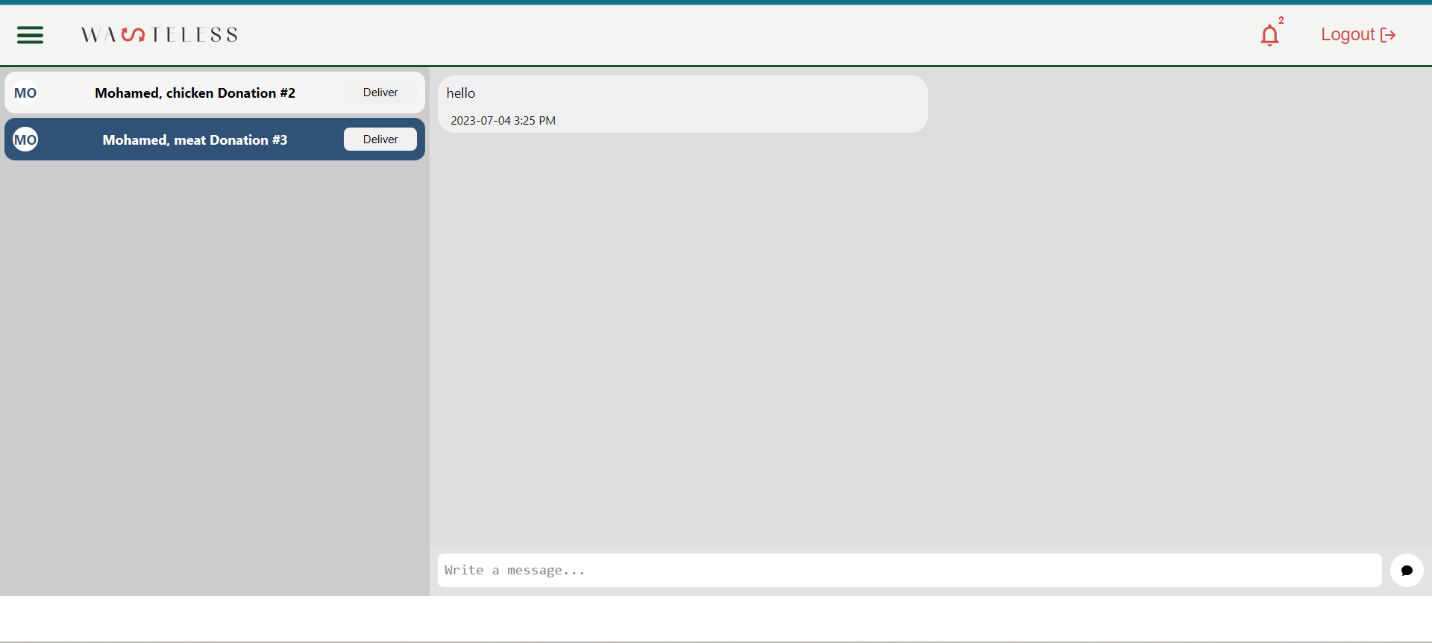 WASTELESS
2
Logout
MO Mohamed, chicken Donation #2 Deliver
MO Mohamed, meat Donation #3 Deliver
hello
2023-07-04 3:25 PM
Write a message...